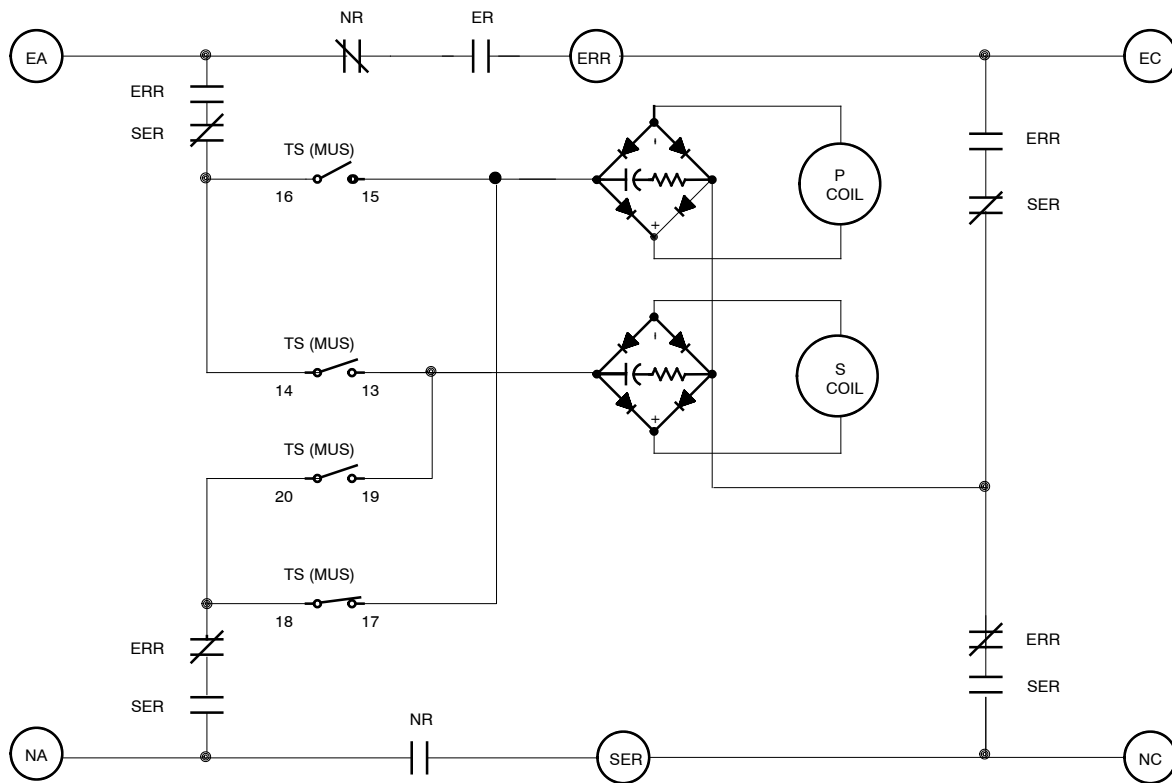 NR
ER
EA
ERR
EC
ERR
SER
TS (MUS)
16
15
-
+
P
COIL
ERR
SER
TS (MUS)
14
13
-
+
S
COIL
TS (MUS)
20
19
TS (MUS)
18
17
ERR
SER
ERR
SER
NR
NA
SER
NC